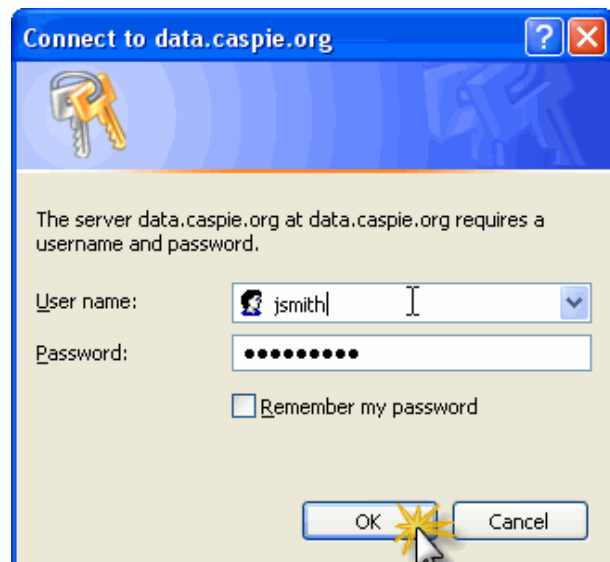 Connect to data.caspie.org
The server data.caspie.org at data.caspie.org requires a
username and password.
User name: jsmith
Password: •••••••••
Remember my password
OK Cancel